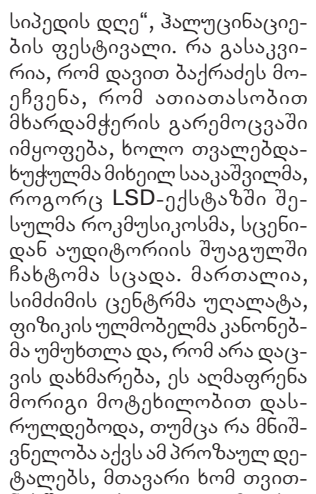 სიპედის დღე“, ჰალუცინაციე-
ბის ფესტივალი. რა გასაკვი-
რია, რომ დავით ბაქრაძეს მო-
ეჩვენა, რომ ათიათასობით
მხარდამჭერის გარემოცვაში
იმყოფება, ხოლო თვალებდა-
ხუჭულმა მიხეილ სააკაშვილმა,
როგორც LSD-ექსტაზში შე-
სულმა როკმუსიკოსმა, სცენი-
დან აუდიტორიის შუაგულში
ჩახტომა სცადა. მართალია,
სიმძიმის ცენტრმა უღალატა,
ფიზიკის ულმობელმა კანონებ-
მა უმუხთლა და, რომ არა დაც-
ვის დახმარება, ეს აღმაფრენა
მორიგი მოტეხილობით დას-
რულდებოდა, თუმცა რა მნიშ-
ვნელობა აქვს ამ პროზაულ დე-
ტალებს, მთავარი ხომ თვით-